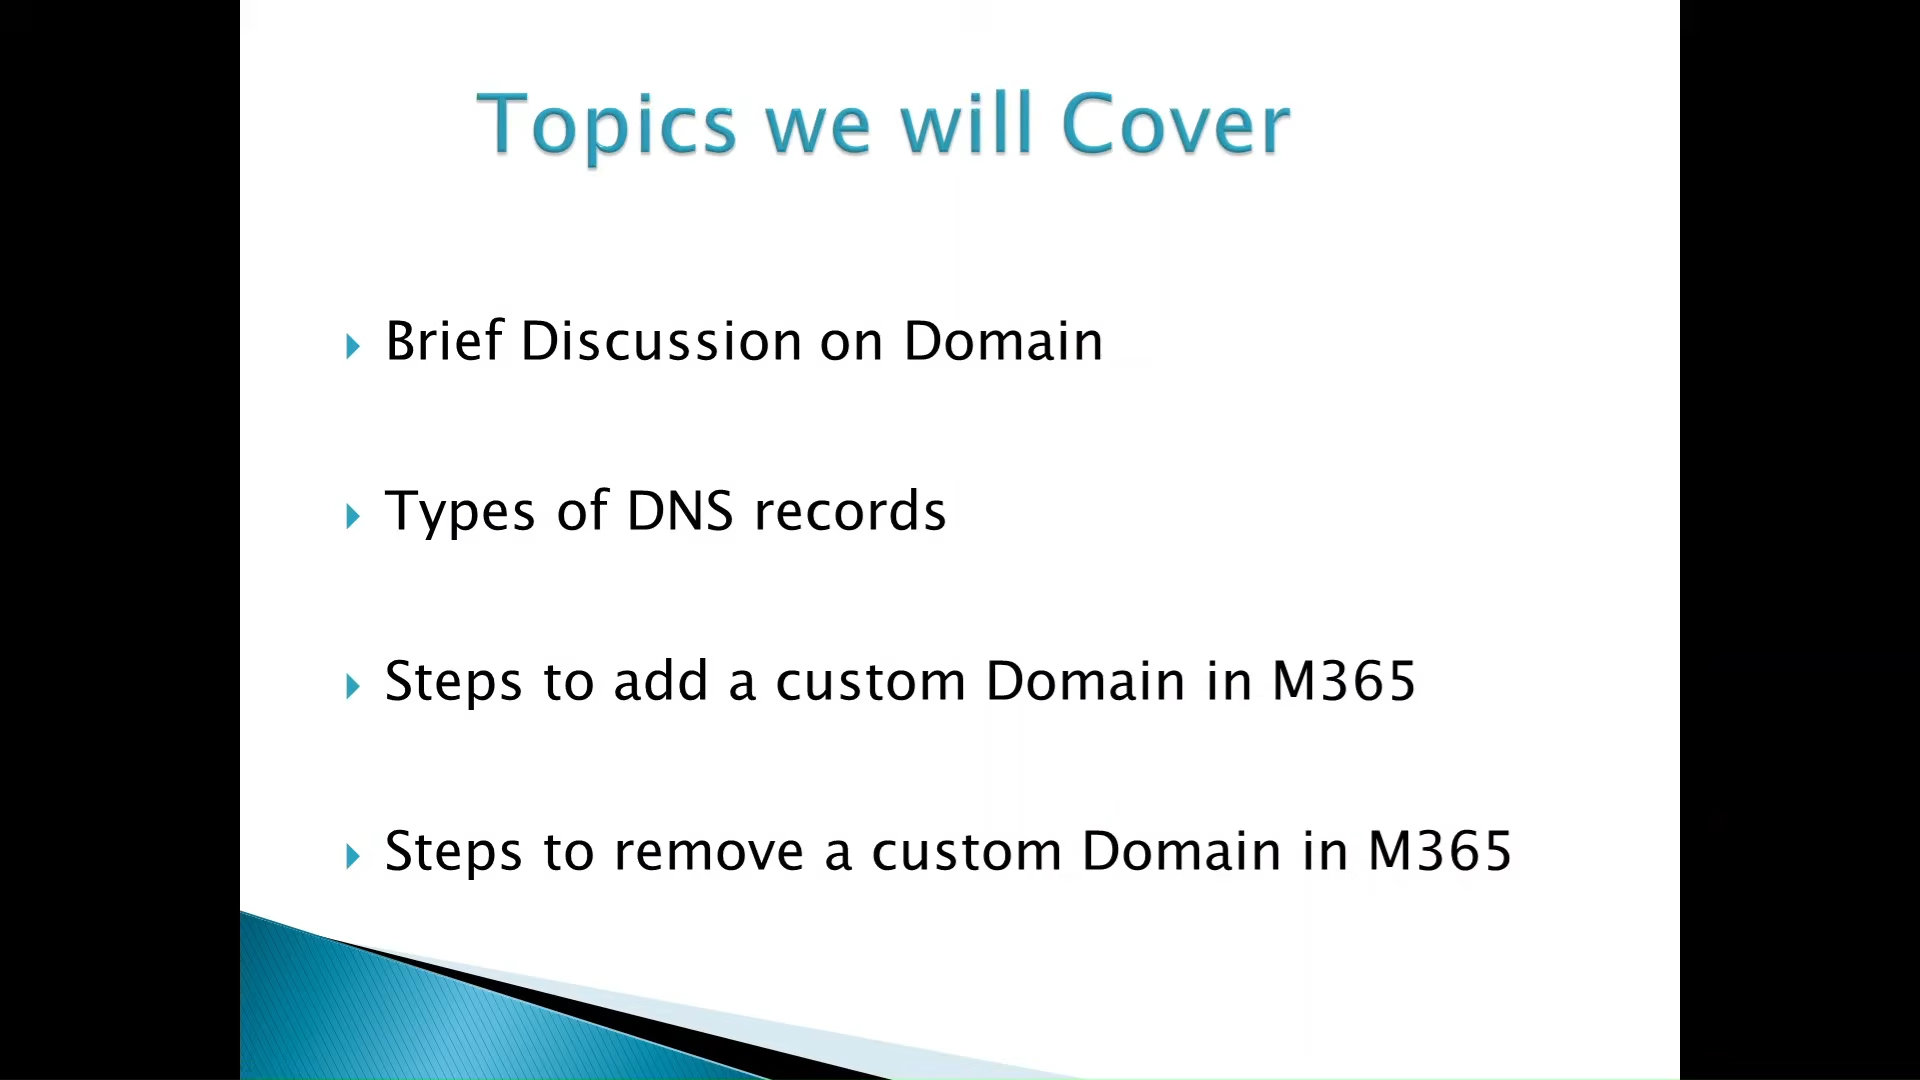 Topics we will Cover
Brief Discussion on Domain
Types of DNS records
Steps to add a custom Domain in M365
Steps to remove a custom Domain in M365